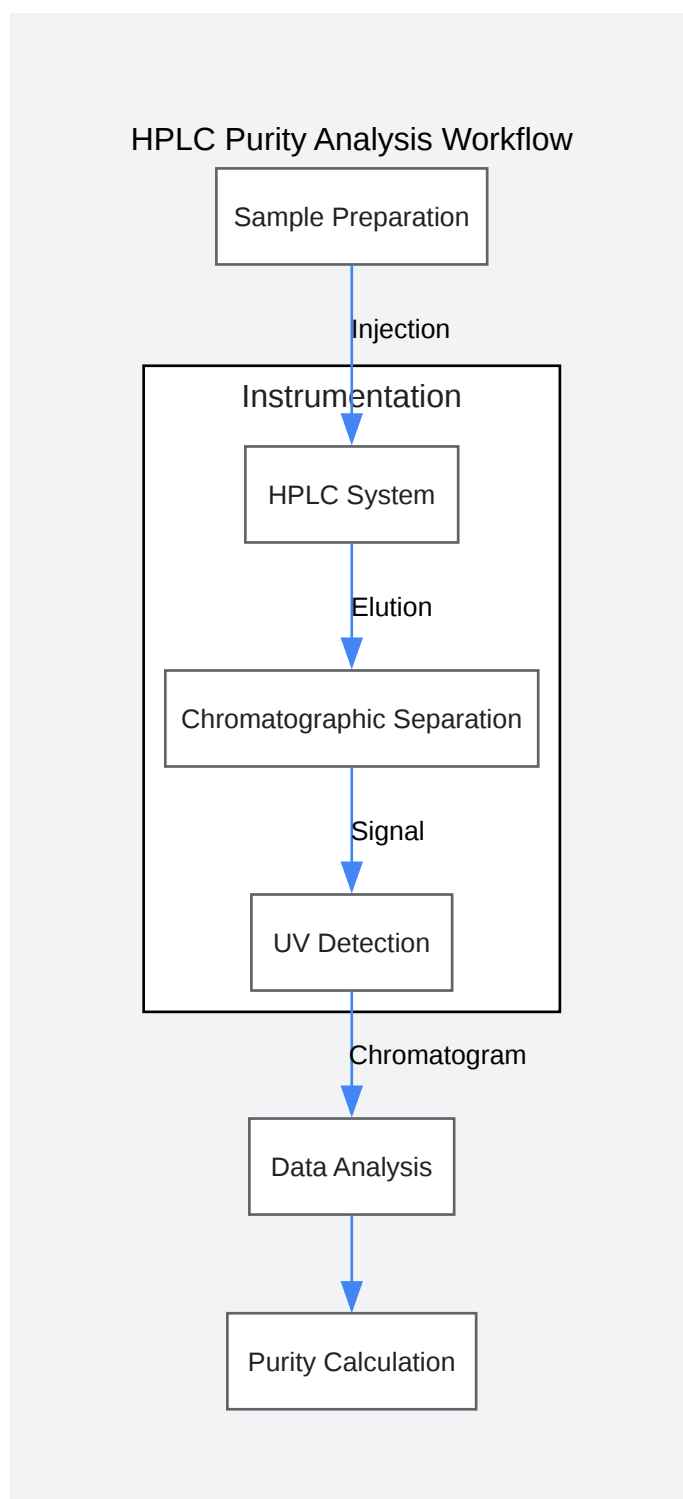 HPLC Purity Analysis Workflow
Sample Preparation
Injection
Instrumentation
HPLC System
Elution
Chromatographic Separation
Signal
UV Detection
Chromatogram
Data Analysis
Purity Calculation